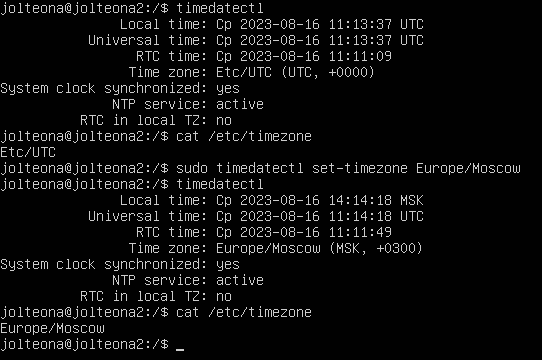 jolteona@jolteona2:/$ timedatectl
Local time: Ср 2023-08-16 11:13:37 UTC
Universal time: Ср 2023-08-16 11:13:37 UTC
RTC time: Ср 2023-08-16 11:11:09
Time zone: Etc/UTC (UTC, +0000)
System clock synchronized: yes
NTP service: active
RTC in local TZ: no
jolteona@jolteona2:/$ cat /etc/timezone
Etc/UTC
jolteona@jolteona2:/$ sudo timedatectl set-timezone Europe/Moscow
jolteona@jolteona2:/$ timedatectl
Local time: Ср 2023-08-16 14:14:18 MSK
Universal time: Ср 2023-08-16 11:14:18 UTC
RTC time: Ср 2023-08-16 11:11:49
Time zone: Europe/Moscow (MSK, +0300)
System clock synchronized: yes
NTP service: active
RTC in local TZ: no
jolteona@jolteona2:/$ cat /etc/timezone
Europe/Moscow
jolteona@jolteona2:/$ _